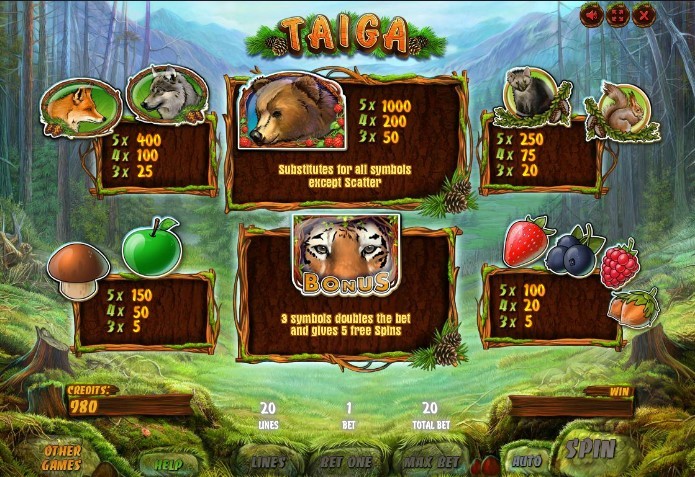 TAIGA
5x 400
4x 100
3x 25
5x 1000
4x 200
3x 50
Substitutes for all symbols
except Scatter
5x 250
4x 75
3x 20
5x 150
4x 50
3x 5
BONUS
3 symbols doubles the bet
and gives 5 free Spins
5x 100
4x 20
3x 5
CREDITS:
980
20
LINES
1
BET
20
TOTAL BET
WIN
OTHER
GAMES
HELP
LINES
BET ONE
MAX BET
AUTO
SPIN